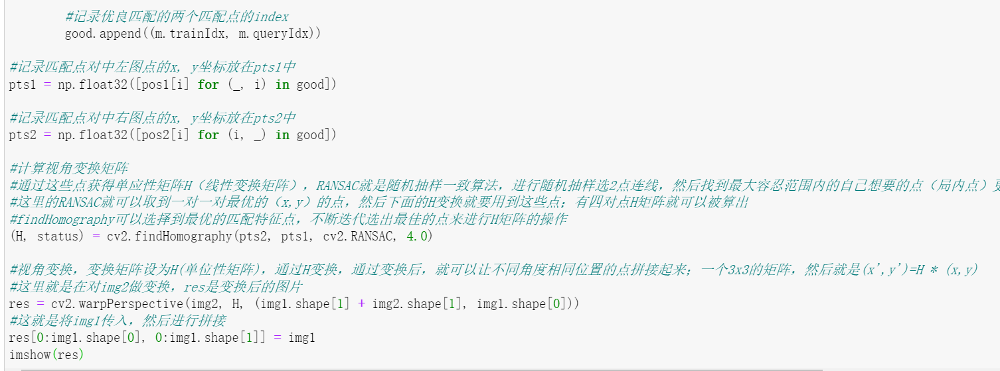 #记录优良匹配的两个匹配点的index
good.append((m.trainIdx, m.queryIdx))
#记录匹配点对中左图点的x, y坐标放在pts1中
pts1 = np.float32([pos1[i] for (_, i) in good])
#记录匹配点对中右图点的x, y坐标放在pts2中
pts2 = np.float32([pos2[i] for (i, _) in good])
#计算视角变换矩阵
#通过这些点获得单应性矩阵H（线性变换矩阵），RANSAC就是随机抽样一致算法，进行随机抽样选2点连线，然后找到最大容忍范围内的自己想要的点（局内点）更
#这里的RANSAC就可以取到一对一对最优的（x,y）的点，然后下面的H变换就要用到这些点；有四对点H矩阵就可以被算出
#findHomography可以选择到最优的匹配特征点，不断迭代选出最佳的点来进行H矩阵的操作
(H, status) = cv2.findHomography(pts2, pts1, cv2.RANSAC, 4.0)
#视角变换，变换矩阵设为H(单位性矩阵)，通过H变换，通过变换后，就可以让不同角度相同位置的点拼接起来；一个3x3的矩阵，然后就是(x',y')=H * (x,y)
#这里就是在对img2做变换，res是变换后的图片
res = cv2.warpPerspective(img2, H, (img1.shape[1] + img2.shape[1], img1.shape[0]))
#这就是将img1传入，然后进行拼接
res[0:img1.shape[0], 0:img1.shape[1]] = img1
imshow(res)